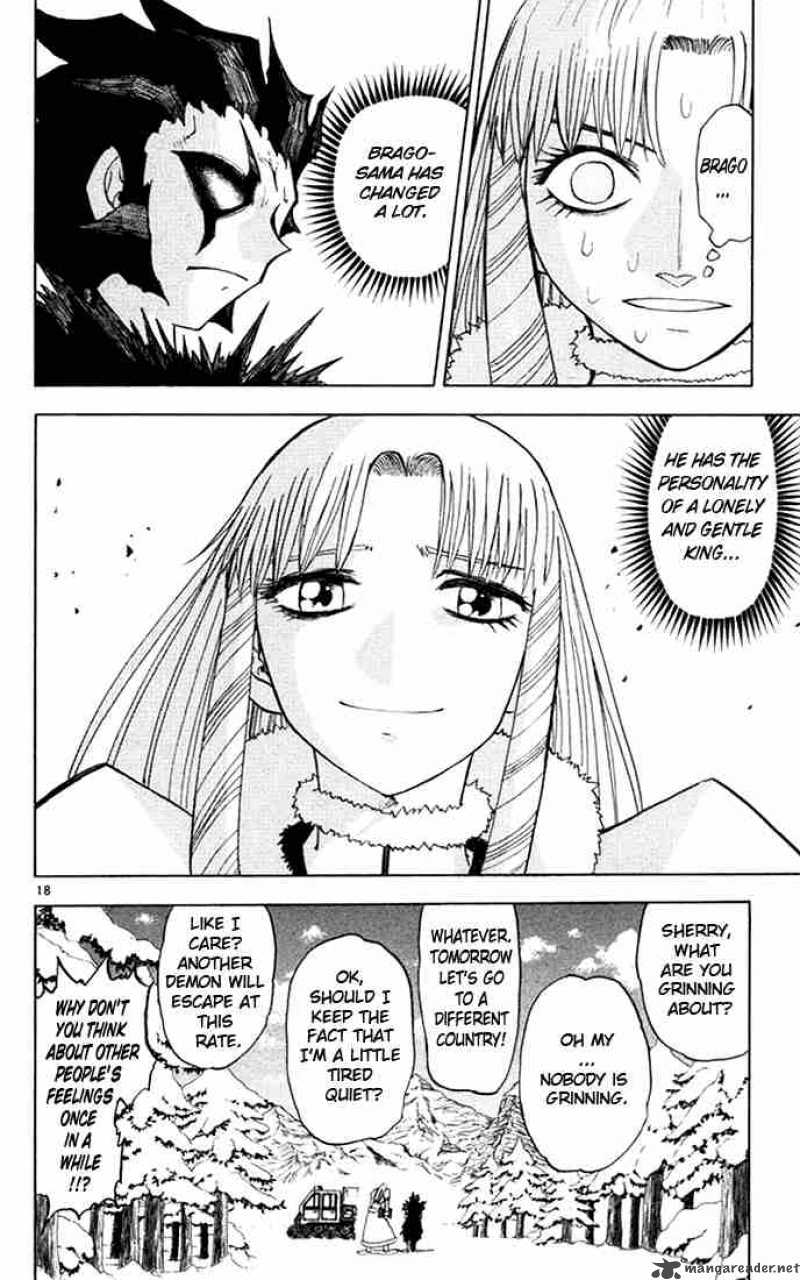 BRAGO
...
BRAGO-
SAMA HAS
CHANGED
A LOT.
HE HAS THE
PERSONALITY
OF A LONELY
AND GENTLE
KING...
18
SHERRY,
WHAT
ARE YOU
GRINNING
ABOUT?
OH MY
...
NOBODY IS
GRINNING.
WHATEVER.
TOMORROW
LET'S GO
TO A
DIFFERENT
COUNTRY!
OK,
SHOULD I
KEEP THE
FACT THAT
I'M A LITTLE
TIRED
QUIET?
LIKE I
CARE?
ANOTHER
DEMON WILL
ESCAPE AT
THIS
RATE.
WHY DON'T
YOU THINK
ABOUT OTHER
PEOPLE'S
FEELINGS
ONCE
IN A
WHILE
!!?
mangareader.net